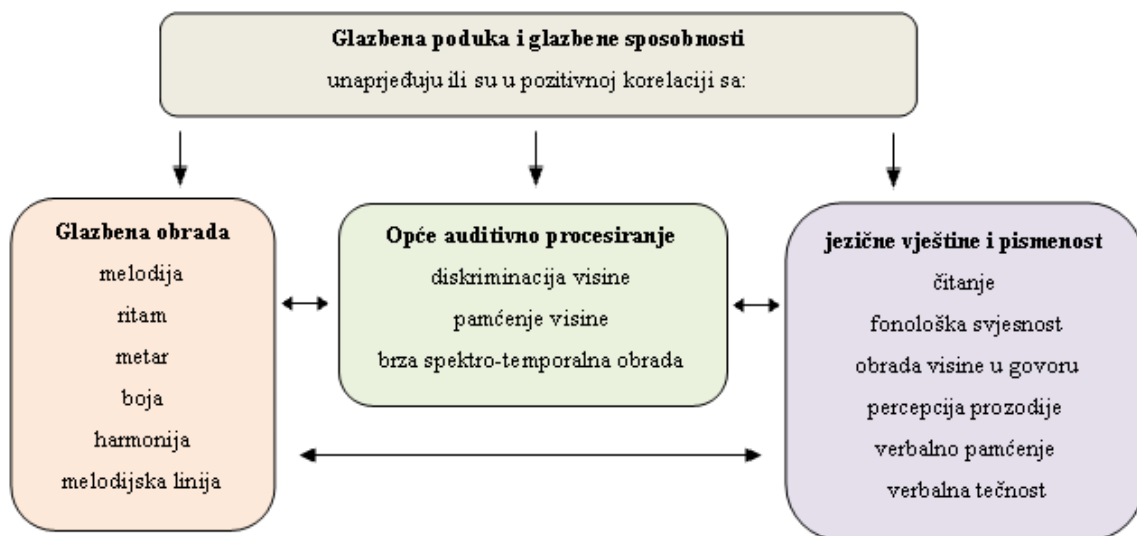 Glazbena poduka i glazbene sposobnosti
unaprjeđuju ili su u pozitivnoj korelaciji sa:
Glazbena obrada
melodija
ritam
metar
boja
harmonija
melodijska linija
Opće auditivno procesiranje
diskriminacija visine
pamćenje visine
brza spektro-temporalna obrada
jezične vještine i pismenost
čitanje
fonološka svjesnost
obrada visine u govoru
percepcija prozodije
verbalno pamćenje
verbalna tečnost